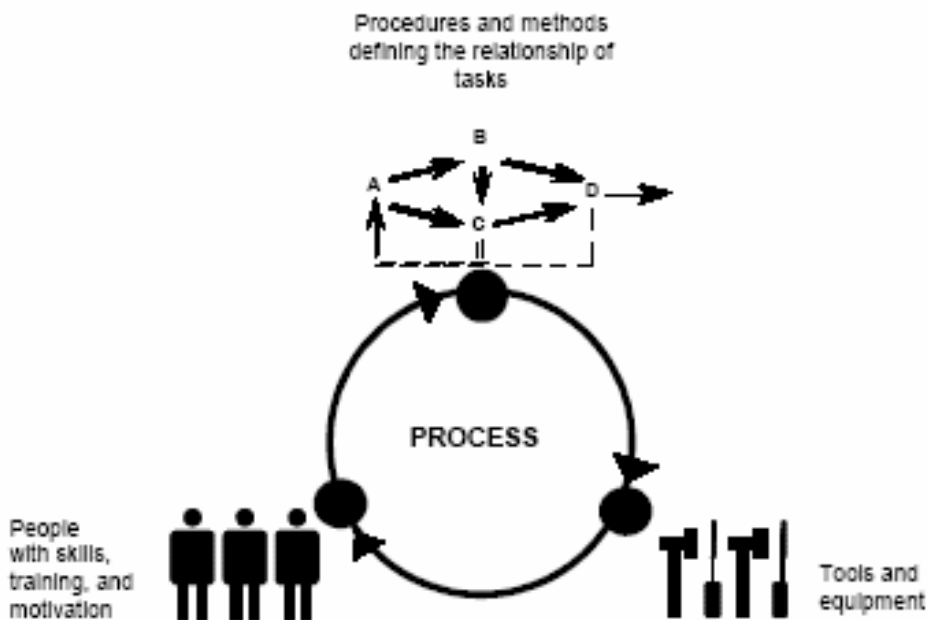 Procedures and methods
defining the relationship of
tasks
B
A
D
C
PROCESS
People
with skills,
training, and
motivation
Tools and
equipment